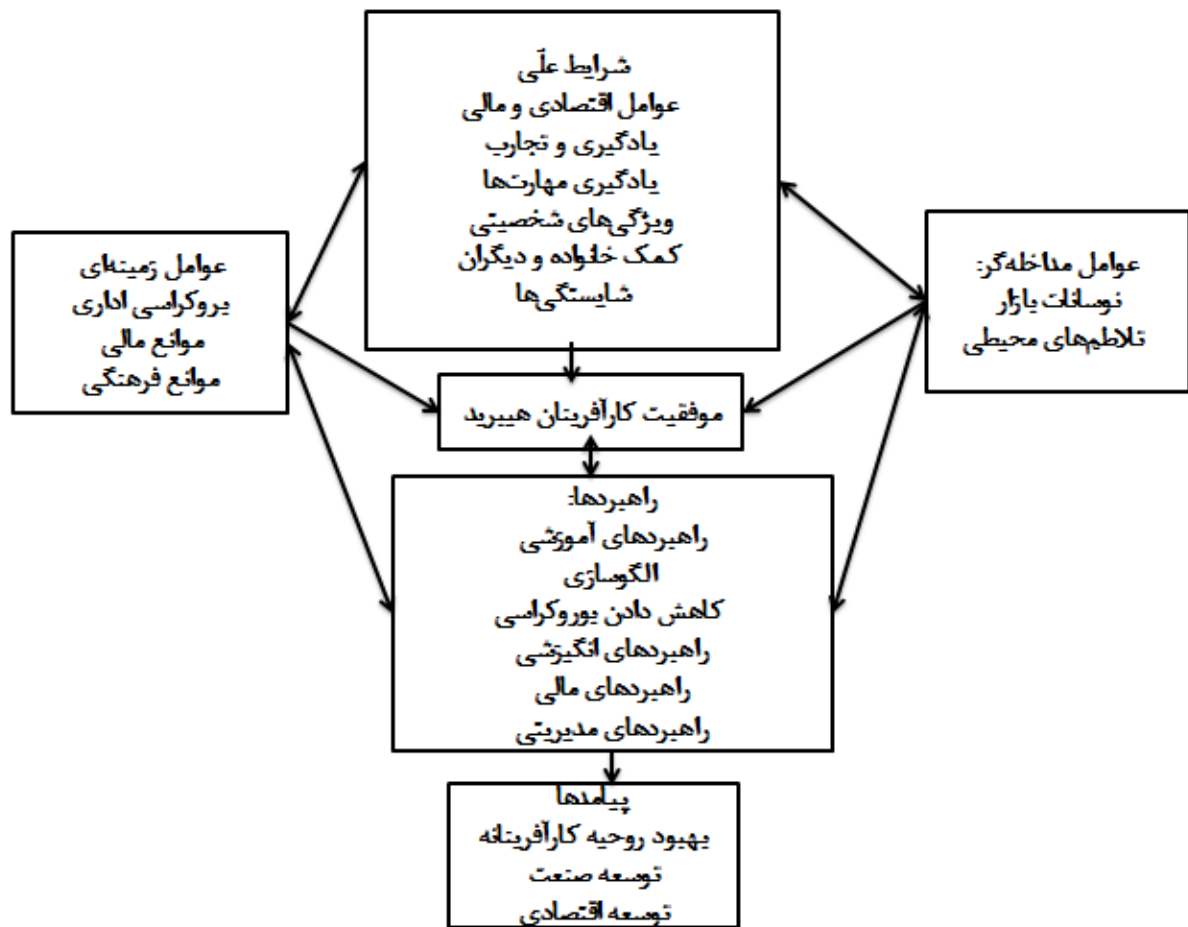 شرایط علّی
عوامل اقتصادی و مالی
یادگیری و تجارب
یادگیری مهارت‌ها
ویژگی‌های شخصیتی
کمک خانواده و دیگران
شایستگی‌ها
عوامل مداخله‌گر:
نوسانات بازار
تلاطم‌های محیطی
عوامل زمینه‌ای
بروکراسی اداری
موانع مالی
موانع فرهنگی
موفقیت کارآفرینان هیبرید
راهبردها:
راهبردهای آموزشی
الگوسازی
کاهش دادن بوروکراسی
راهبردهای انگیزشی
راهبردهای مالی
راهبردهای مدیریتی
پیامدها
بهبود روحیه کارآفرینانه
توسعه صنعت
توسعه اقتصادی